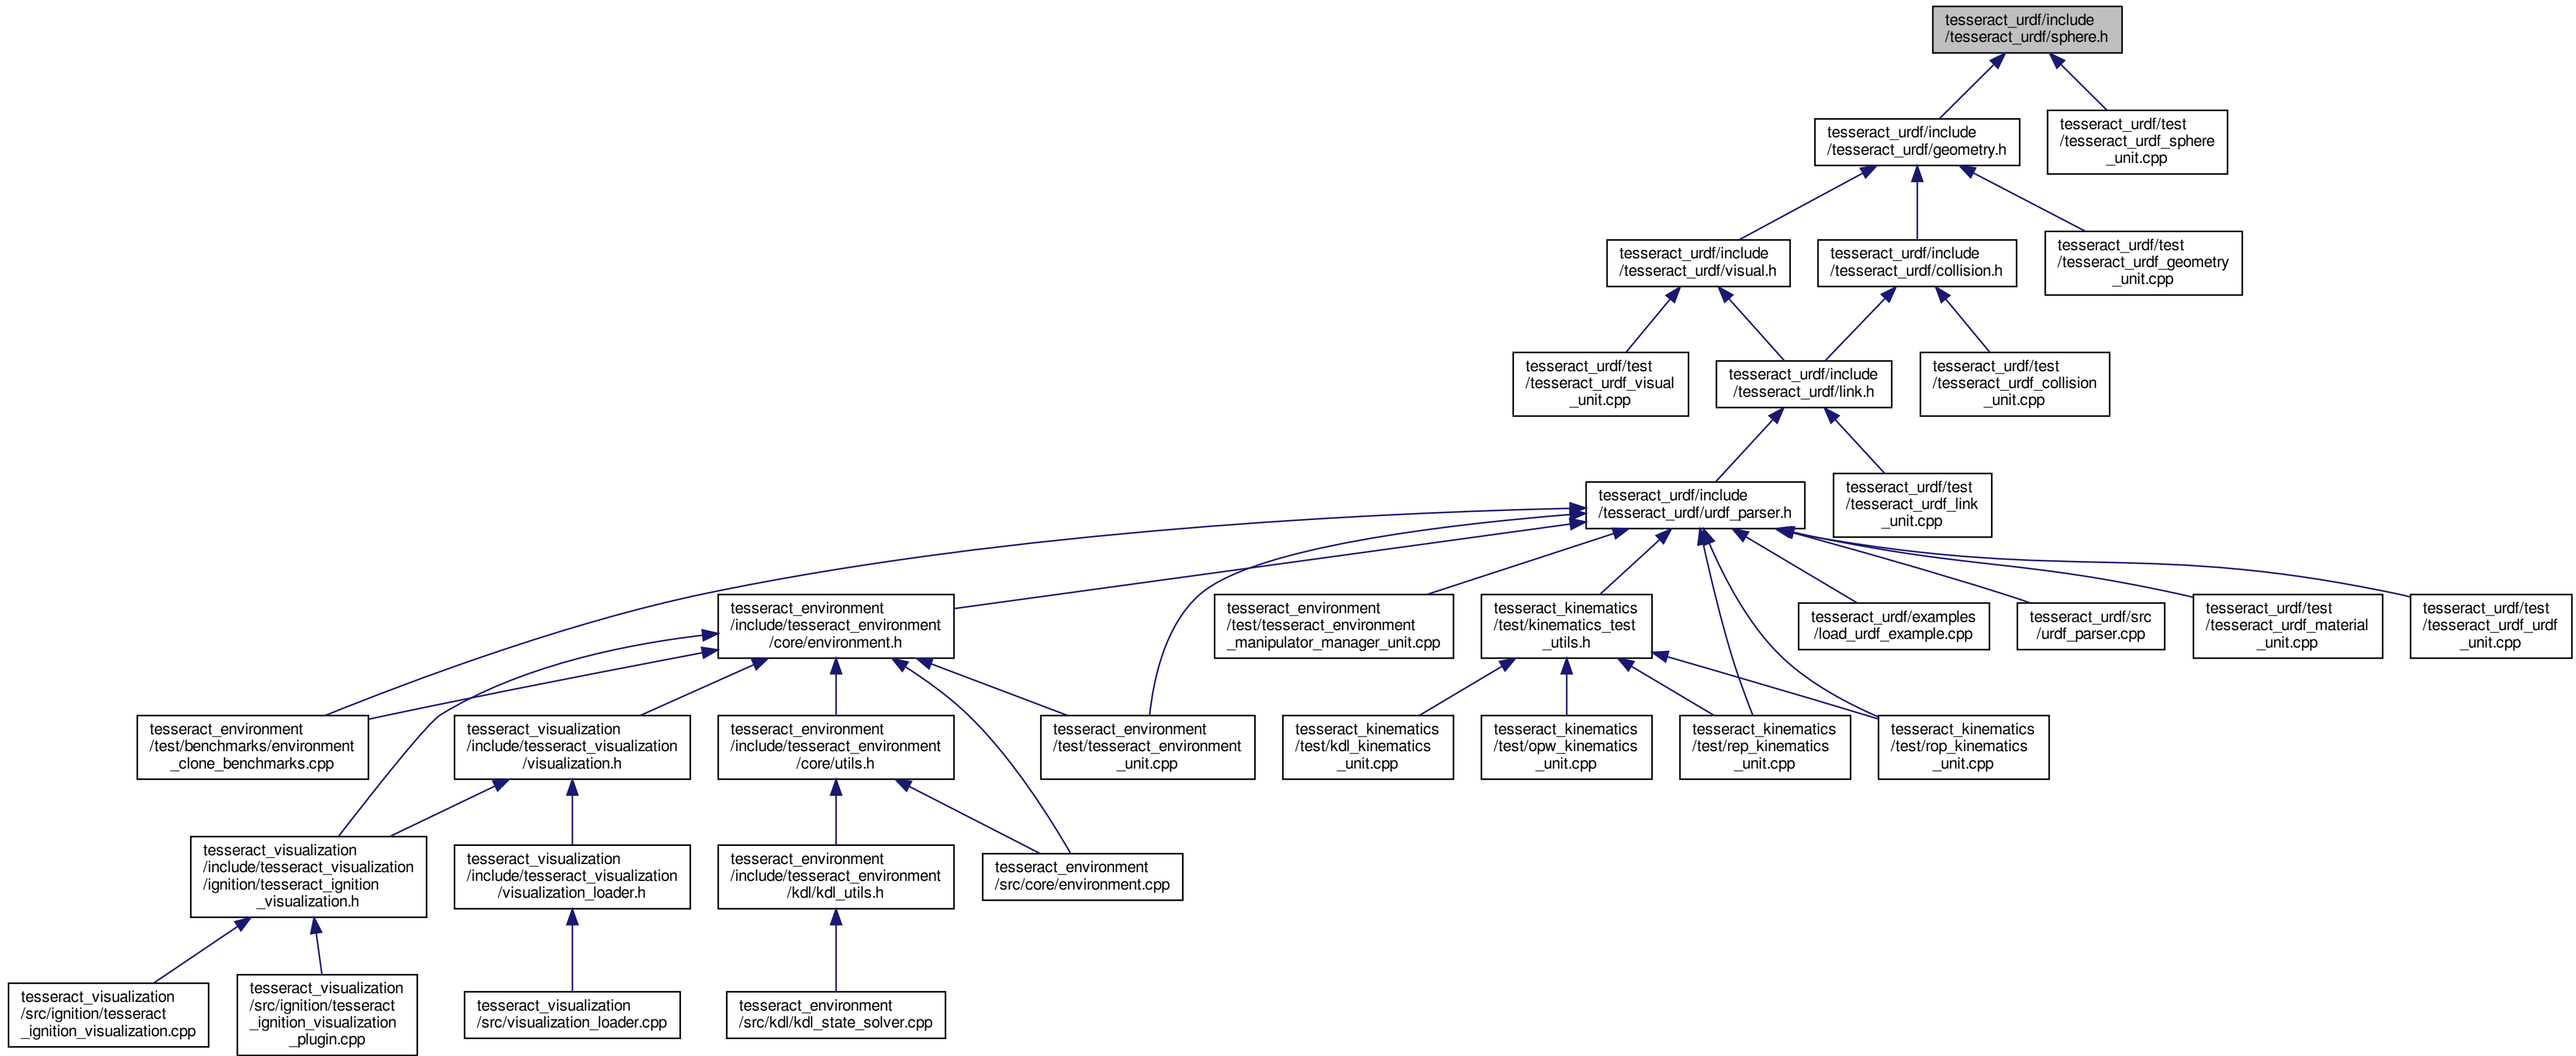 tesseract_urdf/include
/tesseract_urdf/sphere.h
tesseract_urdf/include
/tesseract_urdf/geometry.h
tesseract_urdf/test
/tesseract_urdf_sphere
_unit.cpp
tesseract_urdf/include
/tesseract_urdf/visual.h
tesseract_urdf/include
/tesseract_urdf/collision.h
tesseract_urdf/test
/tesseract_urdf_geometry
_unit.cpp
tesseract_urdf/test
/tesseract_urdf_visual
_unit.cpp
tesseract_urdf/include
/tesseract_urdf/link.h
tesseract_urdf/test
/tesseract_urdf_collision
_unit.cpp
tesseract_urdf/include
/tesseract_urdf/urdf_parser.h
tesseract_urdf/test
/tesseract_urdf_link
_unit.cpp
tesseract_environment
/include/tesseract_environment
/core/environment.h
tesseract_environment
/test/tesseract_environment
_manipulator_manager_unit.cpp
tesseract_kinematics
/test/kinematics_test
_utils.h
tesseract_urdf/examples
/load_urdf_example.cpp
tesseract_urdf/src
/urdf_parser.cpp
tesseract_urdf/test
/tesseract_urdf_material
_unit.cpp
tesseract_urdf/test
/tesseract_urdf_urdf
_unit.cpp
tesseract_environment
/test/benchmarks/environment
_clone_benchmarks.cpp
tesseract_visualization
/include/tesseract_visualization
/visualization.h
tesseract_environment
/include/tesseract_environment
/core/utils.h
tesseract_environment
/test/tesseract_environment
_unit.cpp
tesseract_kinematics
/test/kdl_kinematics
_unit.cpp
tesseract_kinematics
/test/opw_kinematics
_unit.cpp
tesseract_kinematics
/test/rep_kinematics
_unit.cpp
tesseract_kinematics
/test/rop_kinematics
_unit.cpp
tesseract_visualization
/include/tesseract_visualization
/ignition/tesseract_ignition
_visualization.h
tesseract_visualization
/include/tesseract_visualization
/visualization_loader.h
tesseract_environment
/include/tesseract_environment
/kdl/kdl_utils.h
tesseract_environment
/src/core/environment.cpp
tesseract_visualization
/src/ignition/tesseract
_ignition_visualization.cpp
tesseract_visualization
/src/ignition/tesseract
_ignition_visualization
_plugin.cpp
tesseract_visualization
/src/visualization_loader.cpp
tesseract_environment
/src/kdl/kdl_state_solver.cpp